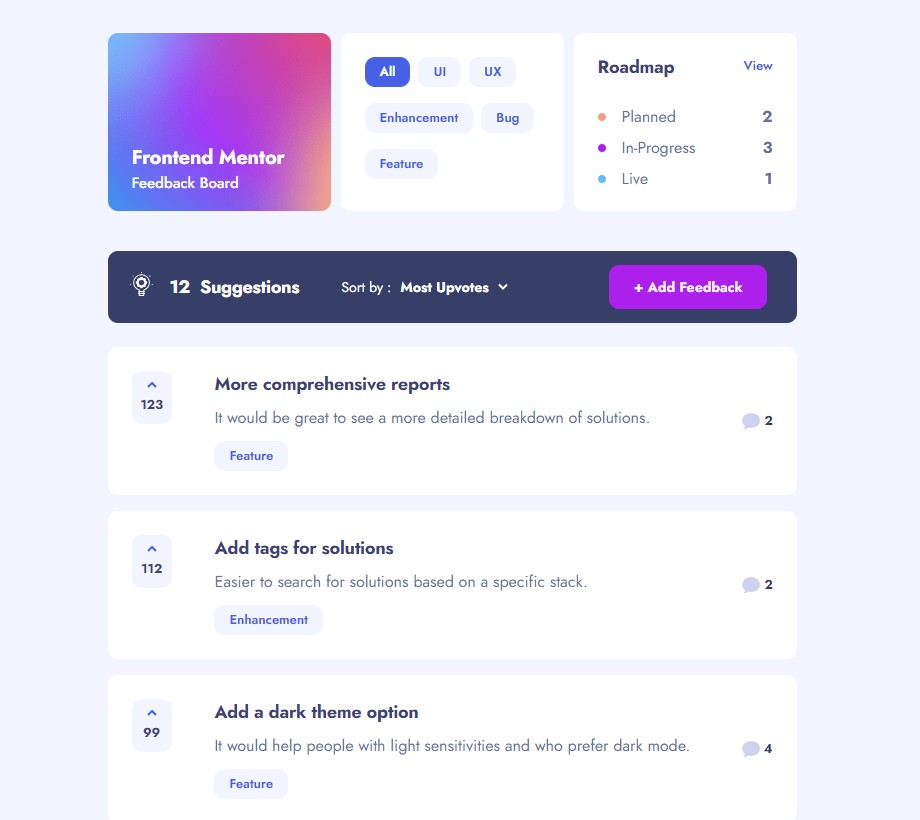 Frontend Mentor
Feedback Board
All UI UX
Enhancement Bug
Feature
Roadmap View
Planned 2
In-Progress 3
Live 1
12 Suggestions Sort by : Most Upvotes + Add Feedback
123
More comprehensive reports
It would be great to see a more detailed breakdown of solutions.
Feature
2
112
Add tags for solutions
Easier to search for solutions based on a specific stack.
Enhancement
2
99
Add a dark theme option
It would help people with light sensitivities and who prefer dark mode.
Feature
4